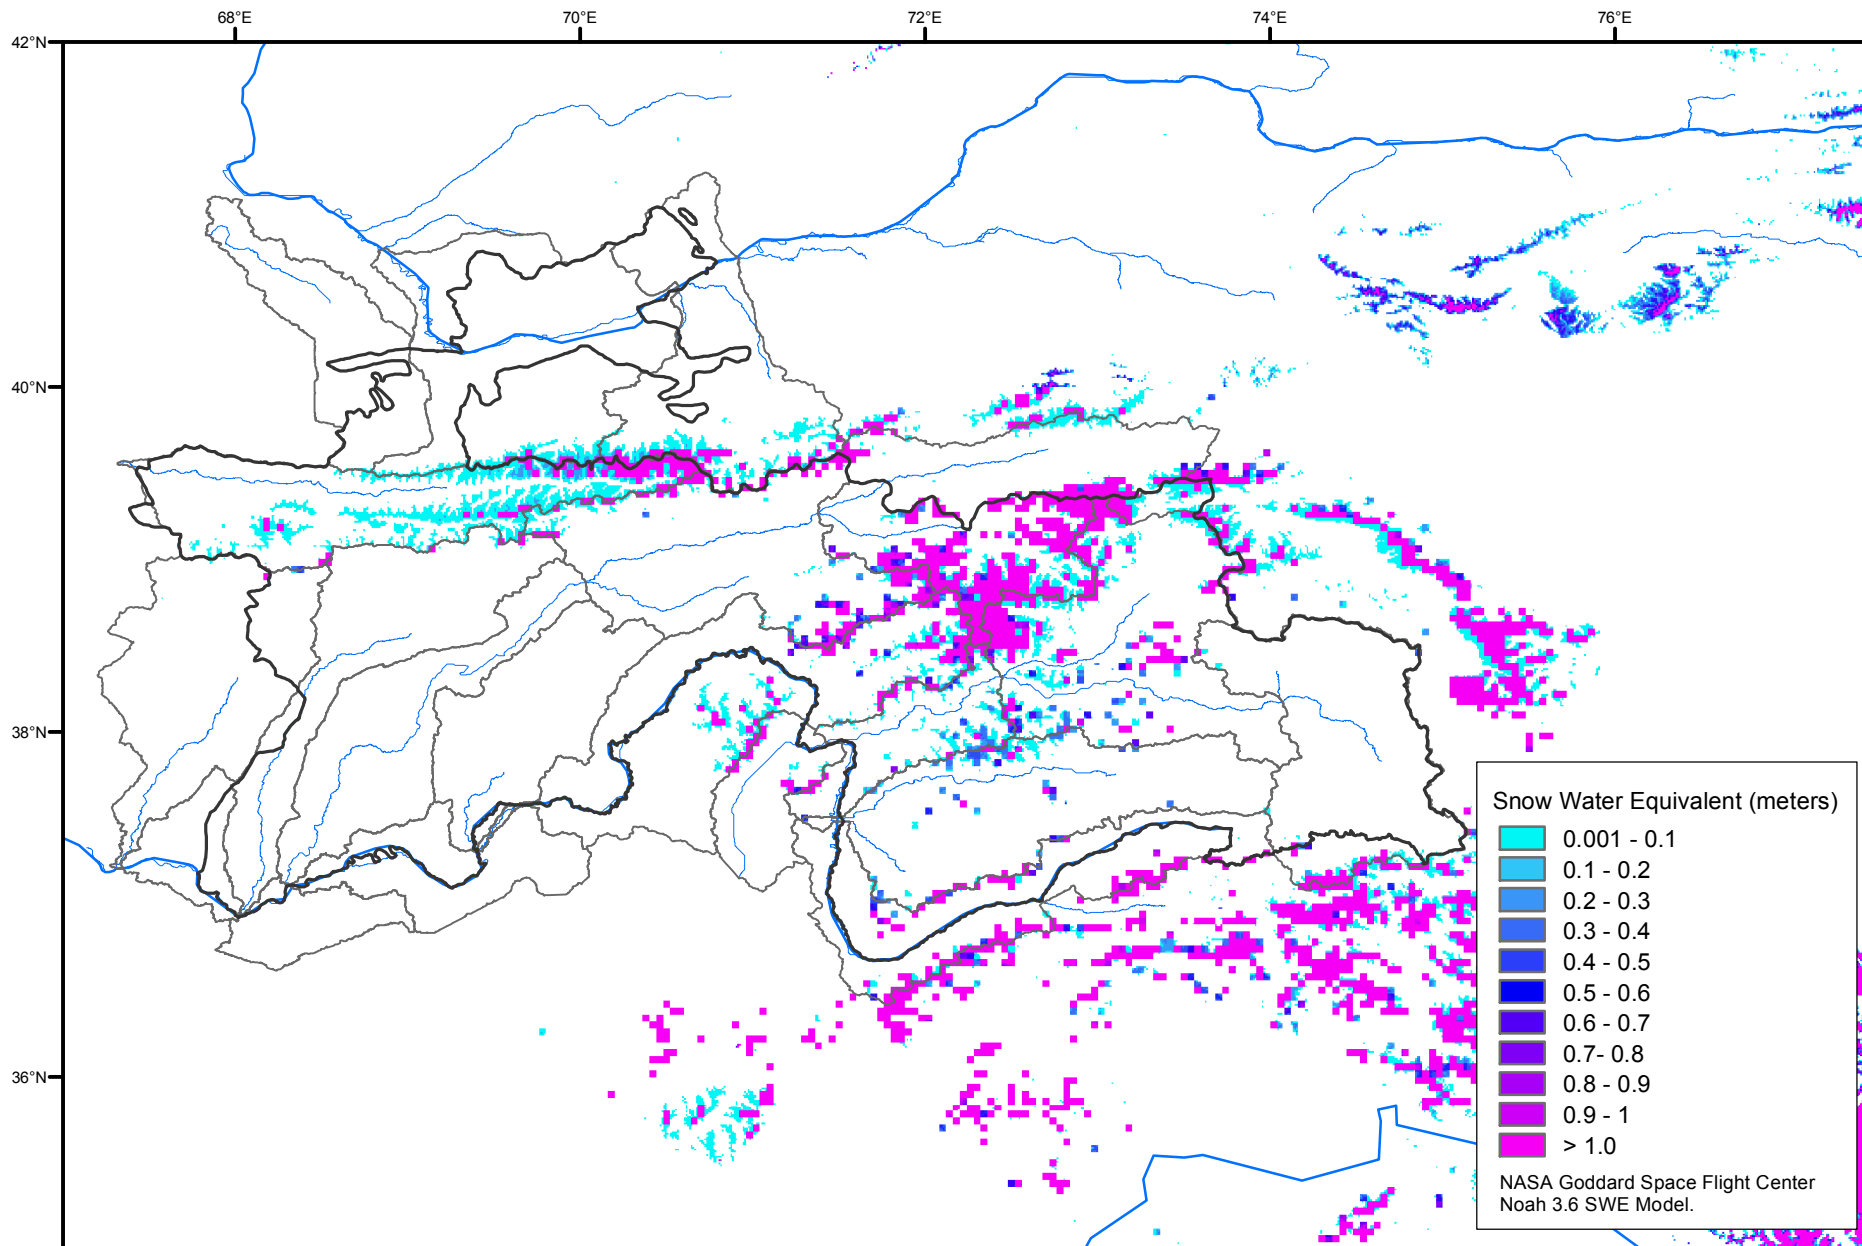 68°E 70°E 72°E 74°E 76°E
42°N
40°N
38°N
36°N
Snow Water Equivalent (meters)
0.001 - 0.1
0.1 - 0.2
0.2 - 0.3
0.3 - 0.4
0.4 - 0.5
0.5 - 0.6
0.6 - 0.7
0.7- 0.8
0.8 - 0.9
0.9 - 1
> 1.0
NASA Goddard Space Flight Center
Noah 3.6 SWE Model.